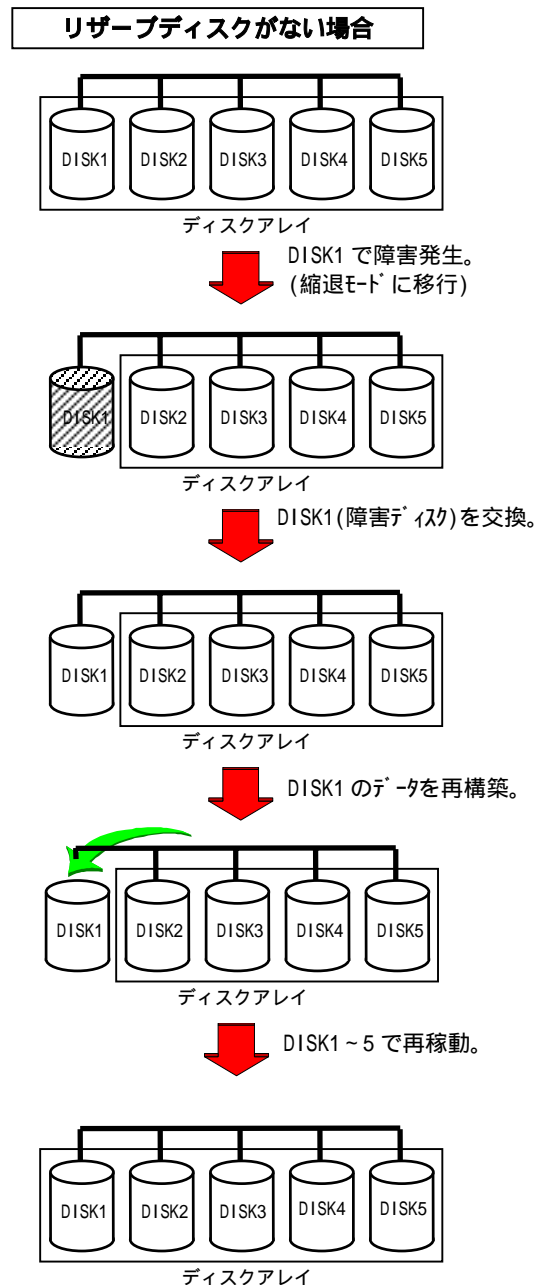 リザーブディスクがない場合
DISK1 DISK2 DISK3 DISK4 DISK5
ディスクアレイ
DISK1 で障害発生。
(縮退ﾓｰﾄﾞに移行)
DISK1 DISK2 DISK3 DISK4 DISK5
ディスクアレイ
DISK1(障害ﾃﾞｨｽｸ)を交換。
DISK1 DISK2 DISK3 DISK4 DISK5
ディスクアレイ
DISK1 のﾃﾞｰﾀを再構築。
DISK1 DISK2 DISK3 DISK4 DISK5
ディスクアレイ
DISK1~5 で再稼動。
DISK1 DISK2 DISK3 DISK4 DISK5
ディスクアレイ